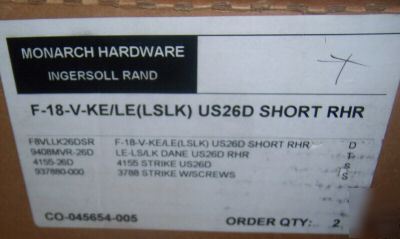 MONARCH HARDWARE
INGERSOLL RAND
F-18-V-KE/LE(LSLK) US26D SHORT RHR
F8VLLK26DSR F-18-V-KE/LE(LSLK) US26D SHORT RHR D
9408MVR-26D LE-LS/LK DANE US26D RHR T
4155-26D 4155 STRIKE US26D S
937880-000 3788 STRIKE W/SCREWS S
CO-045654-005 ORDER QTY: 2